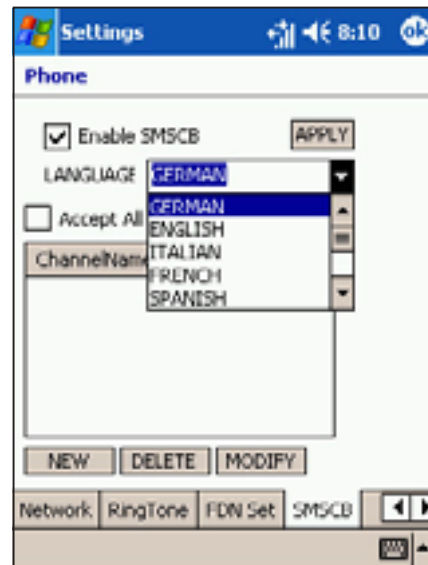 Settings 8:10 ok
Phone
Enable SMSCB APPLY
LANGUAGE GERMAN
GERMAN
Accept All
ENGLISH
ITALIAN
ChannelName
FRENCH
SPANISH
NEW DELETE MODIFY
Network RingTone FDN Set SMSCB